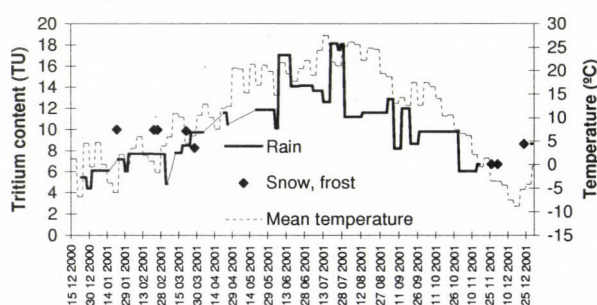 Tritium content (TU)
20
18
16
14
12
10
8
6
4
2
0
Rain
Snow, frost
Mean temperature
30
25
20
15
10
5
0
-5
-10
-15
Temperature (ºC)
15 12 2000
30 12 2000
14 01 2001
29 01 2001
13 02 2001
28 02 2001
15 03 2001
30 03 2001
14 04 2001
29 04 2001
14 05 2001
29 05 2001
13 06 2001
28 06 2001
13 07 2001
28 07 2001
12 08 2001
27 08 2001
11 09 2001
26 09 2001
11 10 2001
26 10 2001
10 11 2001
25 11 2001
10 12 2001
25 12 2001